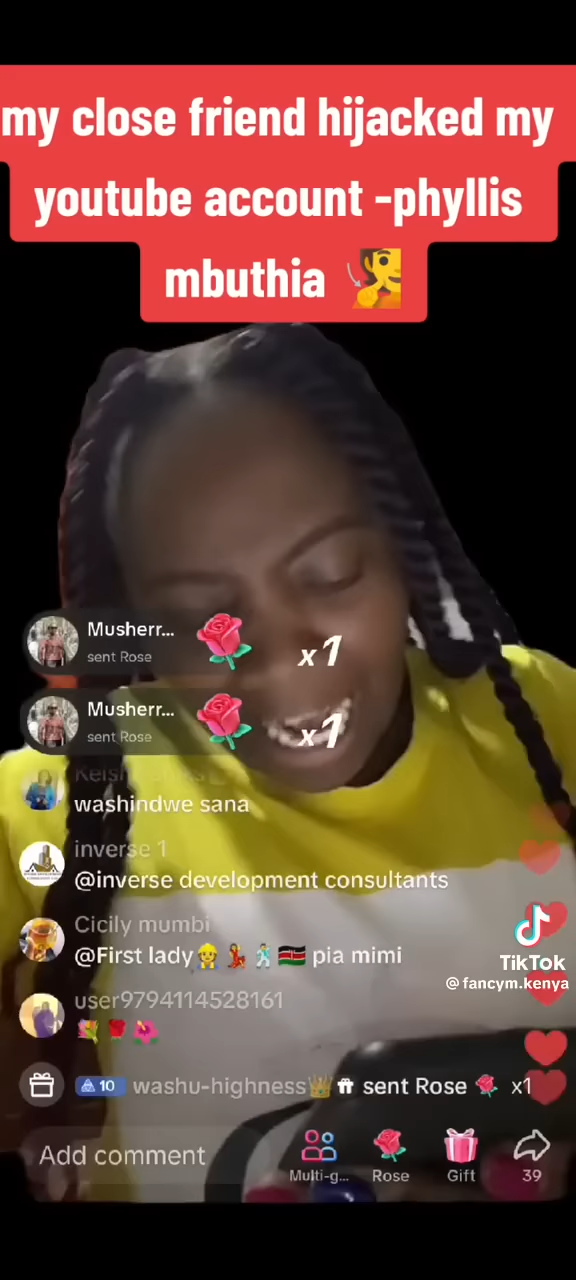 my close friend hijacked my
youtube account -phyllis
mbuthia
Musherr...
sent Rose
x1
Musherr...
sent Rose
x1
washindwe sana
inverse 1
@inverse development consultants
Cicily mumbi
@First lady👷💃🕺🇰🇪 pia mimi
user9794114528161
💐🌹🌺
10 washu-highness👑 sent Rose 🌹 x1
TikTok
@fancym.kenya
Add comment
Multi-g...
Rose
Gift
39